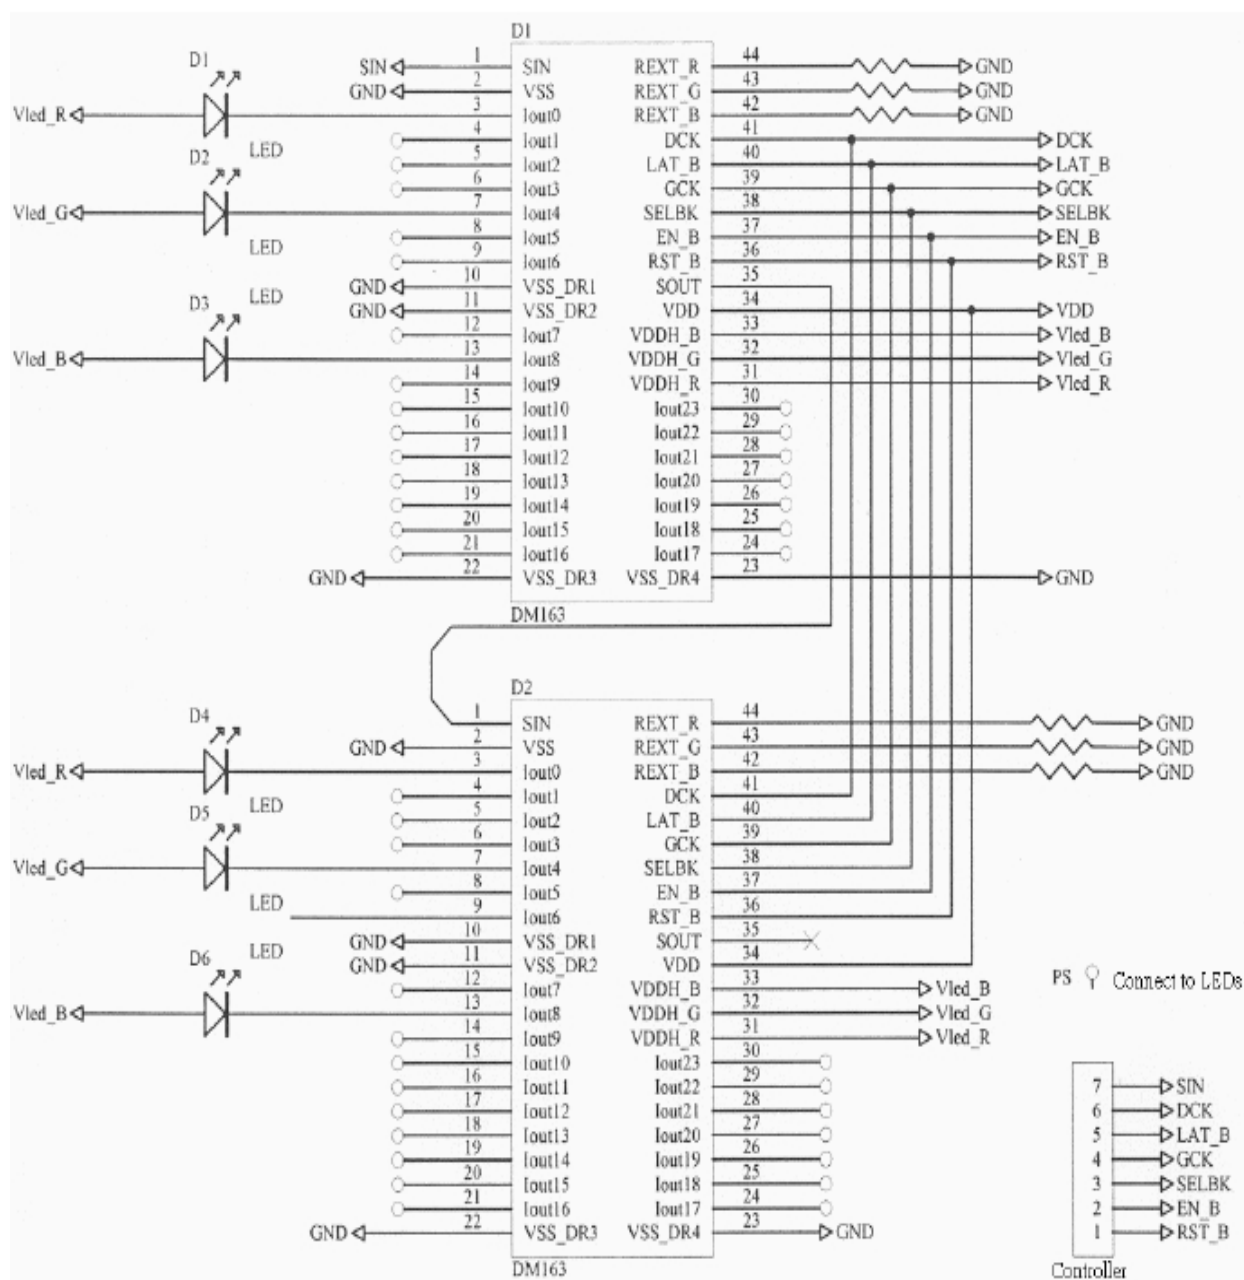 D1
D1
SIN 1 SIN REXT_R 44 GND
GND 2 VSS REXT_G 43 GND
Vled_R 3 Iout0 REXT_B 42 GND
LED
4 Iout1 DCK 41 DCK
D2
5 Iout2 LAT_B 40 LAT_B
6 Iout3 GCK 39 GCK
Vled_G 7 Iout4 SELBK 38 SELBK
LED
8 Iout5 EN_B 37 EN_B
9 Iout6 RST_B 36 RST_B
GND 10 VSS_DR1 SOUT 35
D3 LED
GND 11 VSS_DR2 VDD 34 VDD
12 Iout7 VDDH_B 33 Vled_B
Vled_B 13 Iout8 VDDH_G 32 Vled_G
14 Iout9 VDDH_R 31 Vled_R
15 Iout10 Iout23 30
16 Iout11 Iout22 29
17 Iout12 Iout21 28
18 Iout13 Iout20 27
19 Iout14 Iout19 26
20 Iout15 Iout18 25
21 Iout16 Iout17 24
GND 22 VSS_DR3 VSS_DR4 23 GND
DM163
D2
D4
1 SIN REXT_R 44 GND
GND 2 VSS REXT_G 43 GND
Vled_R 3 Iout0 REXT_B 42 GND
4 Iout1 DCK 41
D5 LED
5 Iout2 LAT_B 40
6 Iout3 GCK 39
Vled_G 7 Iout4 SELBK 38
8 Iout5 EN_B 37
LED
9 Iout6 RST_B 36
GND 10 VSS_DR1 SOUT 35
D6 LED
GND 11 VSS_DR2 VDD 34
12 Iout7 VDDH_B 33 Vled_B
PS Connect to LEDs
Vled_B 13 Iout8 VDDH_G 32 Vled_G
14 Iout9 VDDH_R 31 Vled_R
15 Iout10 Iout23 30
16 Iout11 Iout22 29
17 Iout12 Iout21 28
18 Iout13 Iout20 27
19 Iout14 Iout19 26
20 Iout15 Iout18 25
21 Iout16 Iout17 24
GND 22 VSS_DR3 VSS_DR4 23 GND
DM163
7 SIN
6 DCK
5 LAT_B
4 GCK
3 SELBK
2 EN_B
1 RST_B
Controller